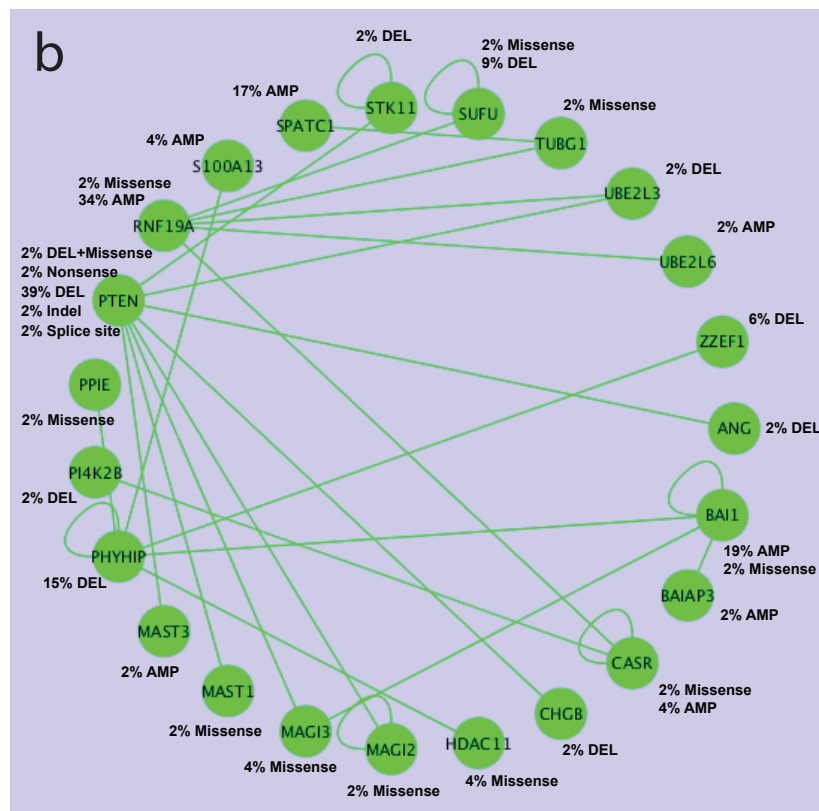 b
2% DEL
2% Missense
9% DEL
STK11
SUFU
17% AMP
SPATC1
2% Missense
TUBG1
4% AMP
S100A13
2% DEL
UBE2L3
2% Missense
34% AMP
RNF19A
2% AMP
UBE2L6
2% DEL+Missense
2% Nonsense
39% DEL
2% Indel
2% Splice site
PTEN
6% DEL
ZZEF1
PPIE
2% Missense
ANG
2% DEL
PI4K2B
2% DEL
BAI1
19% AMP
2% Missense
PHYHIP
15% DEL
BAIAP3
2% AMP
MAST3
2% AMP
CASR
2% Missense
4% AMP
MAST1
2% Missense
CHGB
2% DEL
MAGI3
4% Missense
MAGI2
2% Missense
HDAC11
4% Missense